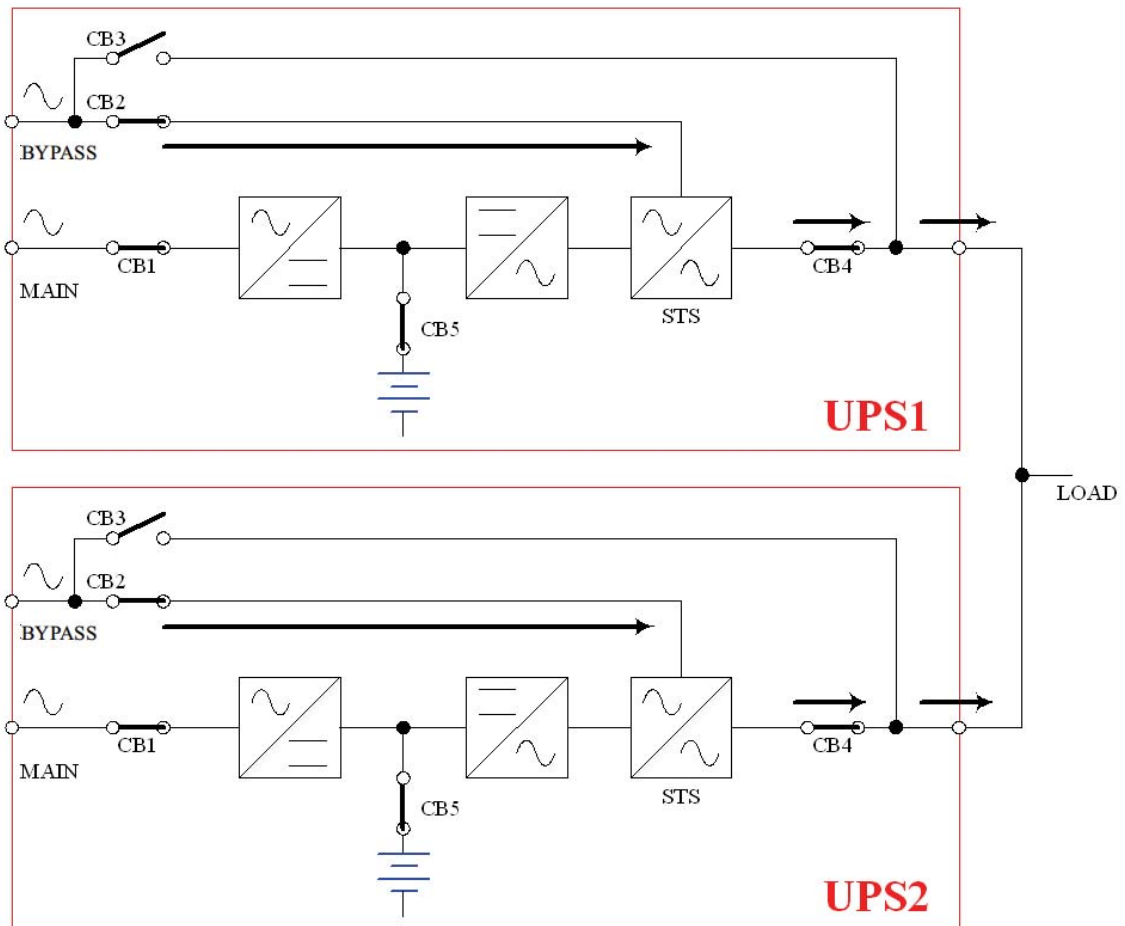 CB3
CB2
BYPASS
MAIN
CB1
CB5
STS
CB4
UPS1
LOAD
CB3
CB2
BYPASS
MAIN
CB1
CB5
STS
CB4
UPS2